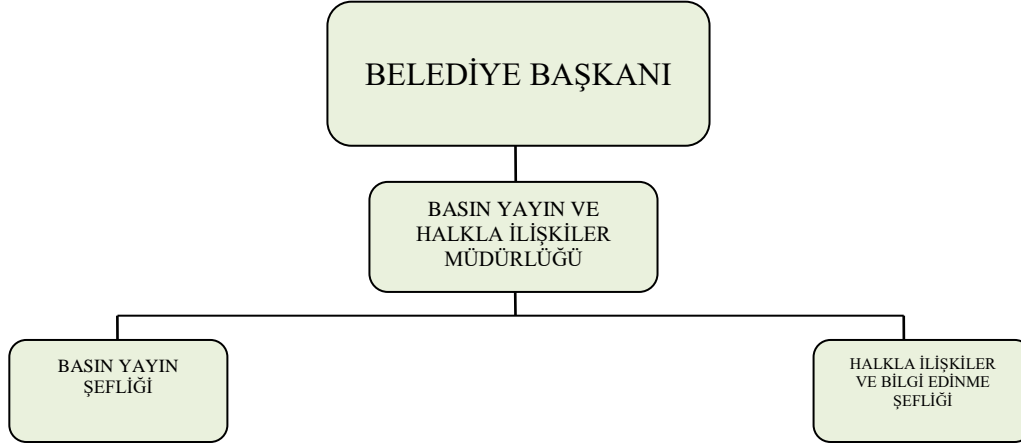 BELEDİYE BAŞKANI
BASIN YAYIN VE
HALKLA İLİŞKİLER
MÜDÜRLÜĞÜ
BASIN YAYIN
ŞEFLİĞİ
HALKLA İLİŞKİLER
VE BİLGİ EDİNME
ŞEFLİĞİ